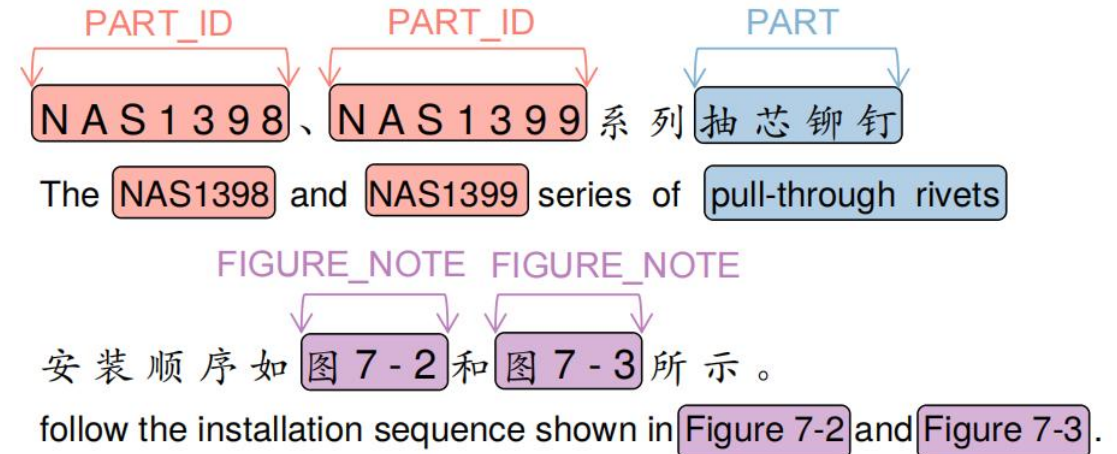 PART_ID PART_ID PART
NAS1398、NAS1399系列抽芯铆钉
The NAS1398 and NAS1399 series of pull-through rivets
FIGURE_NOTE FIGURE_NOTE
安装顺序如图7-2和图7-3所示。
follow the installation sequence shown in Figure 7-2 and Figure 7-3.